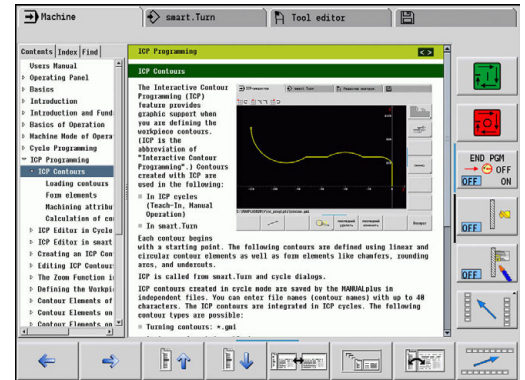 Machine
smart.Turn
Tool editor
Contents Index Find
Users Manual
Operating Panel
Basics
Introduction
Introduction and Fund
Basics of Operation
Machine Mode of Opera
Cycle Programming
ICP Programming
ICP Contours
Loading contours
Form elements
Machining attribu
Calculation of co
ICP Editor in Cycle
ICP Editor in smart
Creating an ICP Con
Editing ICP Contour
The Zoom Function i
Defining the Workpi
Contour Elements of
Contour Elements on
Contour Elements on
ICP Programming
ICP Contours
The Interactive Contour
Programming (ICP)
feature provides
graphic support when
you are defining the
workpiece contours.
(ICP is the
abbreviation of
"Interactive Contour
Programming".) Contours
created with ICP are
used in the following:
In ICP cycles
(Teach-In, Manual
Operation)
In smart.Turn
Each contour begins
with a starting point. The following contours are defined using linear and
circular contour elements as well as form elements like chamfers, rounding
arcs, and undercuts.
ICP is called from smart.Turn and cycle dialogs.
ICP contours created in cycle mode are saved by the MANUALplus in
independent files. You can enter file names (contour names) with up to 40
characters. The ICP contours are integrated in ICP cycles. The following
contour types are possible:
Turning contours: *.gmi
END PGM
OFF
OFF ON
OFF
OFF